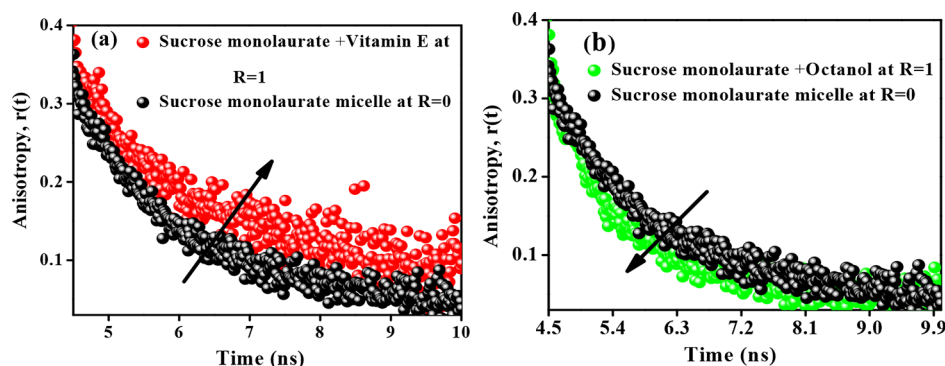 (a)
Sucrose monolaurate +Vitamin E at
R=1
Sucrose monolaurate micelle at R=0
Anisotropy, r(t)
0.4
0.3
0.2
0.1
5 6 7 8 9 10
Time (ns)
(b)
Sucrose monolaurate +Octanol at R=1
Sucrose monolaurate micelle at R=0
Anisotropy, r(t)
0.4
0.3
0.2
0.1
4.5 5.4 6.3 7.2 8.1 9.0 9.9
Time (ns)